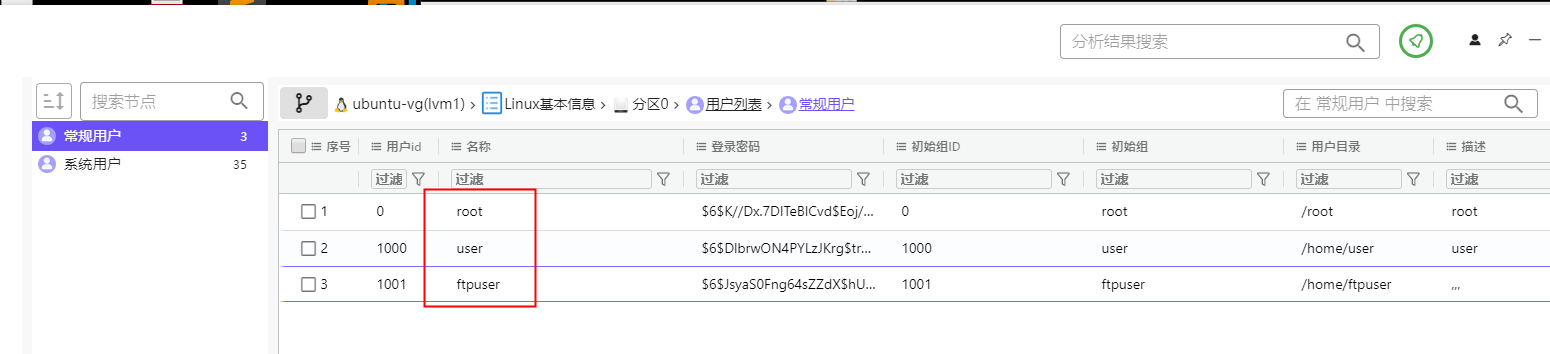 分析结果搜索
搜索节点
常规用户 3
系统用户 35
ubuntu-vg(lvm1) › Linux基本信息 › 分区0 › 用户列表 › 常规用户
在 常规用户 中搜索
序号 用户id 名称 登录密码 初始组ID 初始组 用户目录 描述
过滤 过滤 过滤 过滤 过滤 过滤 过滤
1 0 root $6$K//Dx.7DITeBICvd$Eoj/... 0 root /root root
2 1000 user $6$DIbrwON4PYLzJKrg$tr... 1000 user /home/user user
3 1001 ftpuser $6$JsyaS0Fng64sZZdX$hU... 1001 ftpuser /home/ftpuser ,,,